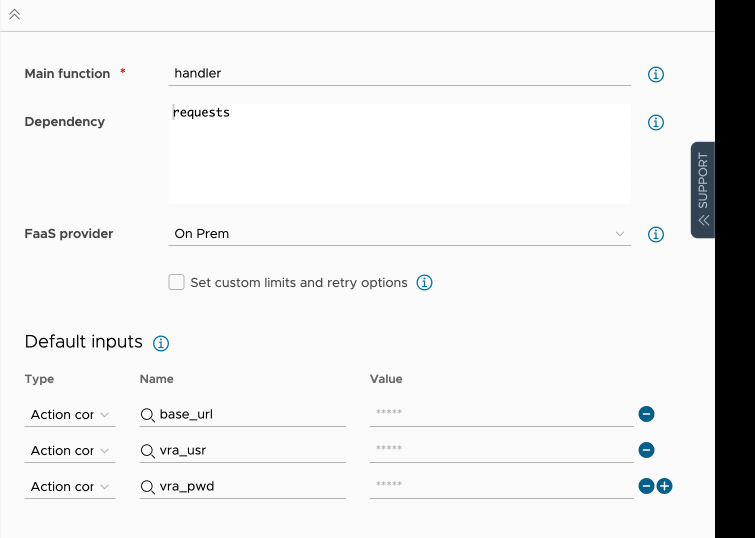 Main function *
handler
Dependency
requests
FaaS provider
On Prem
Set custom limits and retry options
SUPPORT
Default inputs
Type Name Value
Action cor base_url *****
Action cor vra_usr *****
Action cor vra_pwd *****